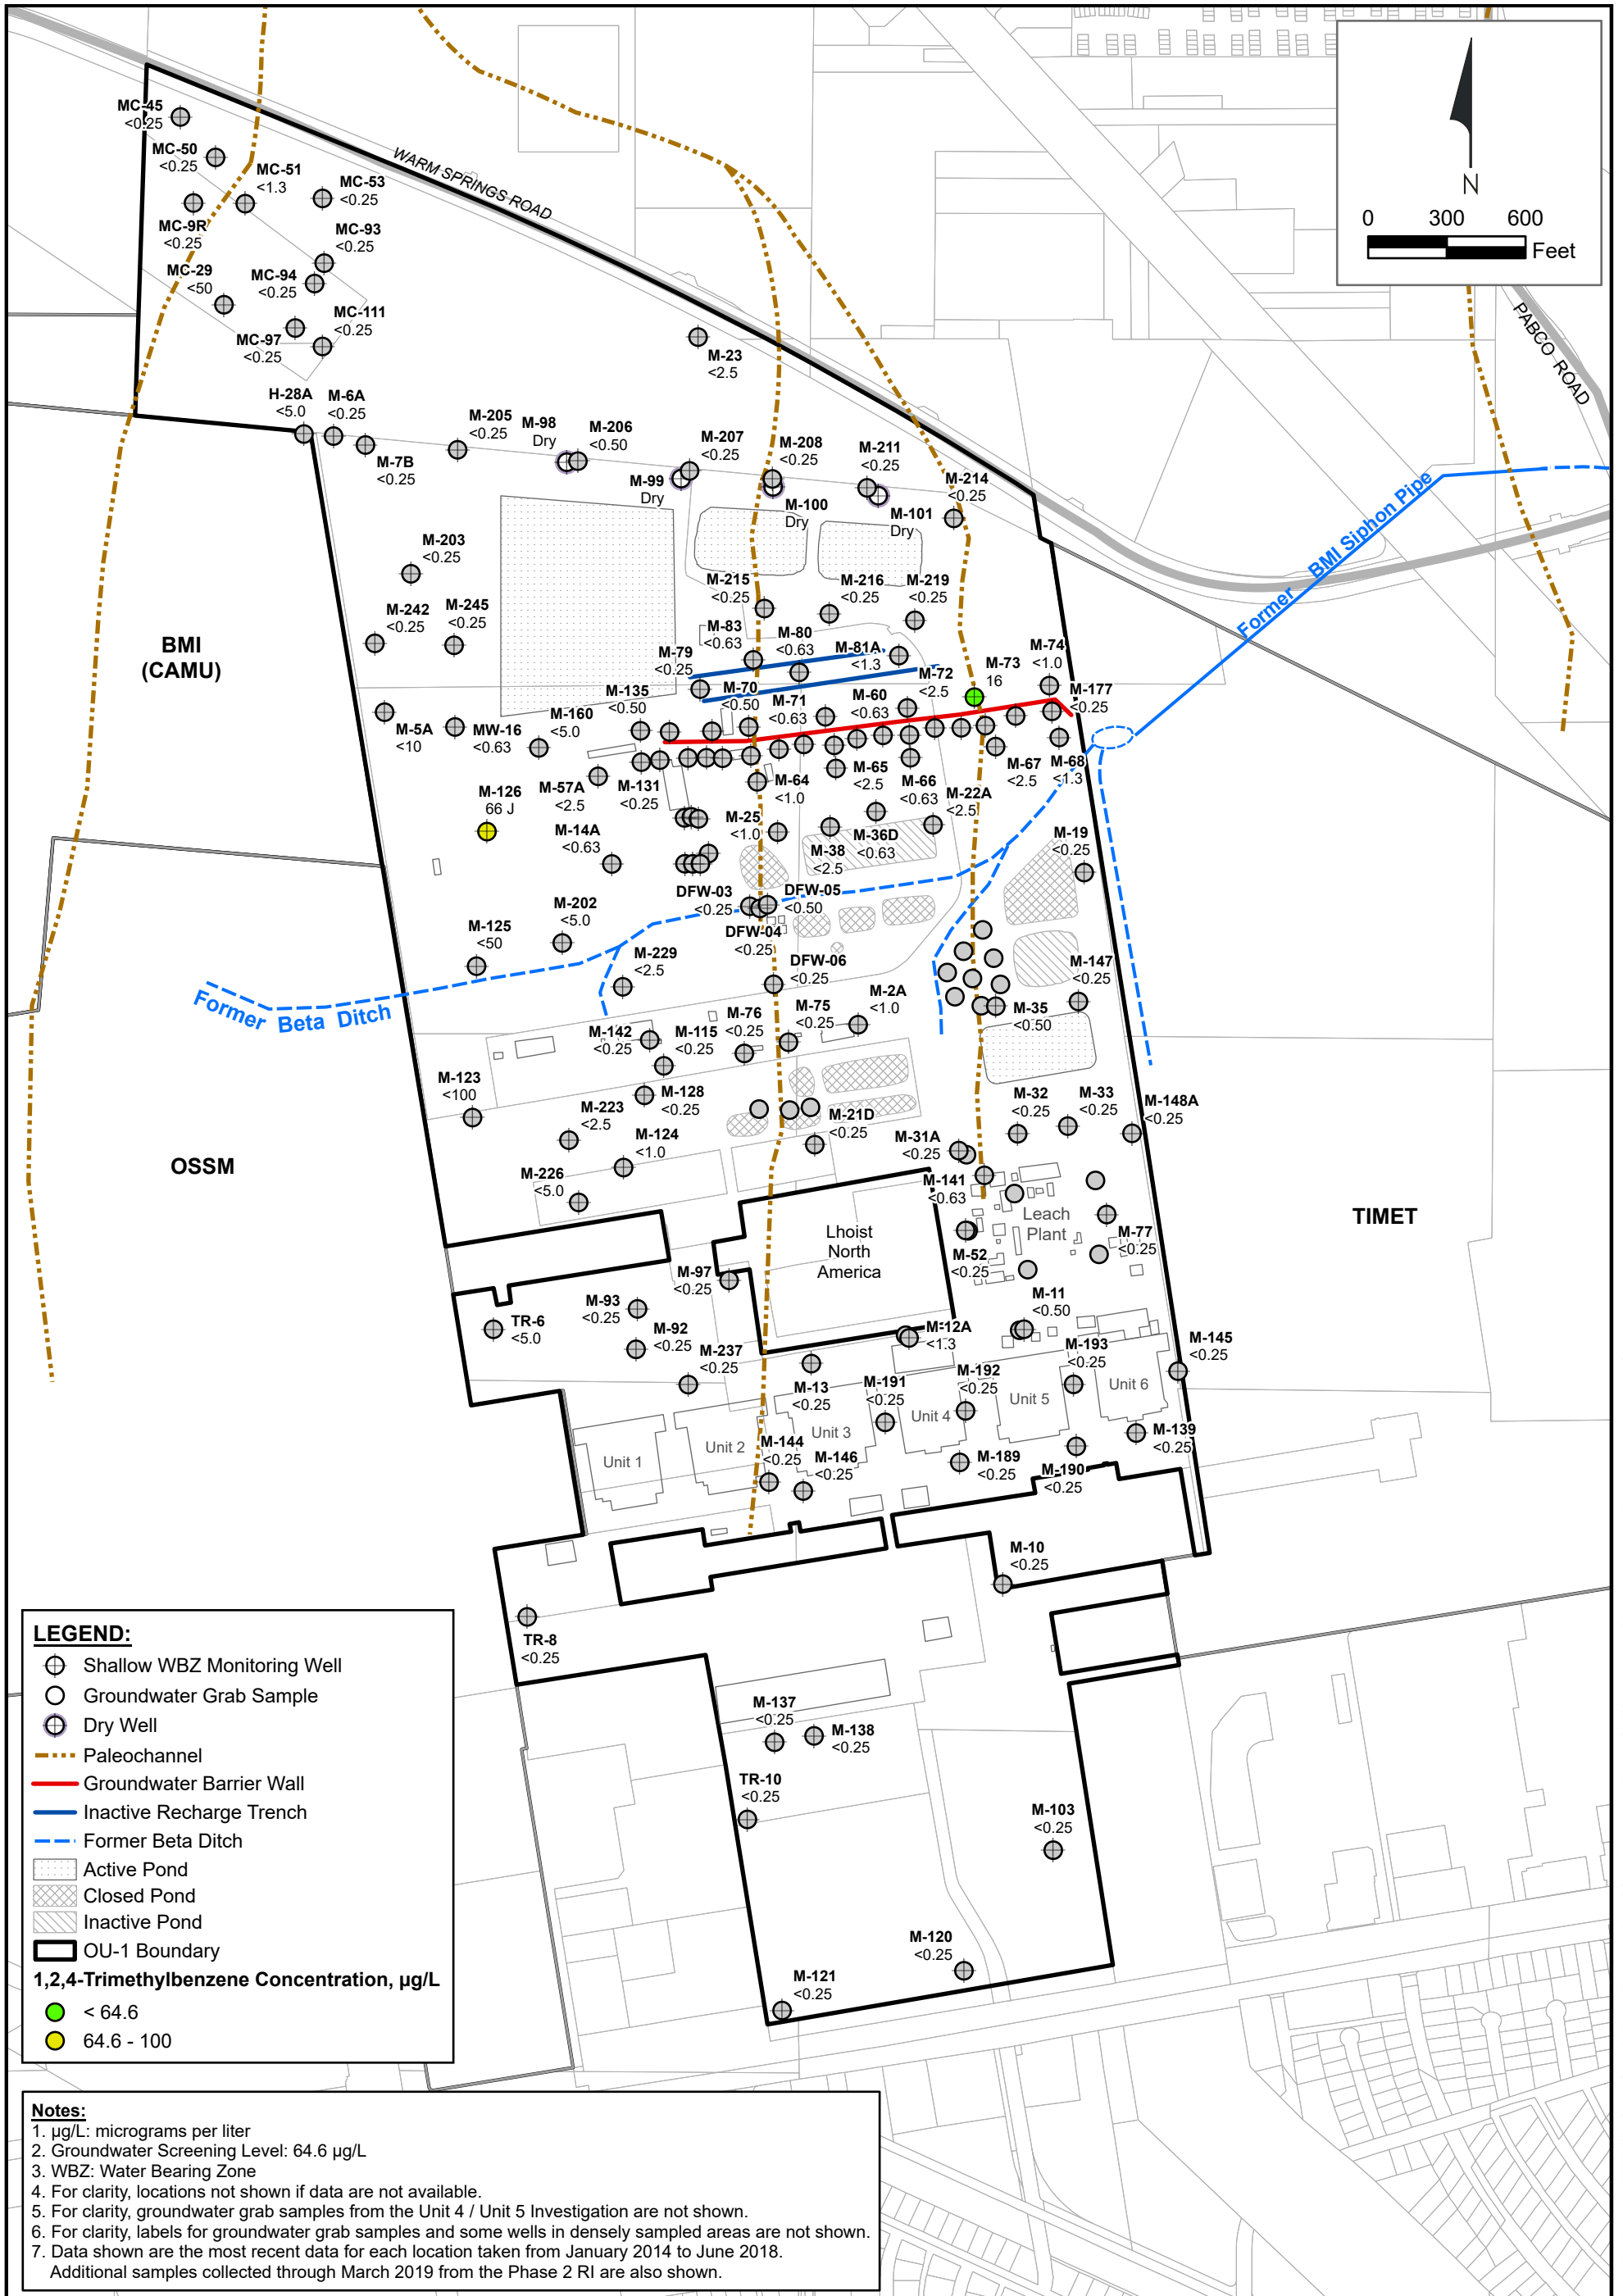 MC-45
<0.25
MC-50
<0.25
MC-51
<1.3
MC-53
<0.25
MC-9R
<0.25
MC-93
<0.25
MC-29
<50
MC-94
<0.25
MC-111
<0.25
MC-97
<0.25
WARM SPRINGS ROAD
N
0 300 600
Feet
PABCO ROAD
M-23
<2.5
H-28A
<5.0
M-6A
<0.25
M-7B
<0.25
M-205
<0.25
M-98
Dry
M-206
<0.50
M-207
<0.25
M-99
Dry
M-208
<0.25
M-100
Dry
M-211
<0.25
M-101
Dry
M-214
<0.25
Former BMI Siphon Pipe
M-203
<0.25
M-215
<0.25
M-216
<0.25
M-219
<0.25
M-242
<0.25
M-245
<0.25
BMI
(CAMU)
M-83
<0.63
M-80
<0.63
M-81A
<1.3
M-79
<0.25
M-74
<1.0
M-73
16
M-72
<2.5
M-177
<0.25
M-135
<0.50
M-70
<0.50
M-71
<0.63
M-60
<0.63
M-5A
<10
MW-16
<0.63
M-160
<5.0
M-57A
<2.5
M-131
<0.25
M-64
<1.0
M-65
<2.5
M-66
<0.63
M-67
<2.5
M-68
<1.3
M-22A
<2.5
M-126
66 J
M-14A
<0.63
M-25
<1.0
M-38
<2.5
M-36D
<0.63
M-19
<0.25
DFW-03
<0.25
DFW-05
<0.50
DFW-04
<0.25
M-202
<5.0
M-125
<50
M-229
<2.5
DFW-06
<0.25
M-147
<0.25
M-35
<0.50
Former Beta Ditch
M-142
<0.25
M-115
<0.25
M-76
<0.25
M-75
<0.25
M-2A
<1.0
M-123
<100
M-128
<0.25
M-223
<2.5
M-124
<1.0
M-21D
<0.25
M-32
<0.25
M-33
<0.25
M-148A
<0.25
M-31A
<0.25
OSSM
M-226
<5.0
M-141
<0.63
Leach
Plant
TIMET
Lhoist
North
America
M-52
<0.25
M-77
<0.25
M-97
<0.25
M-93
<0.25
TR-6
<5.0
M-92
<0.25
M-237
<0.25
M-12A
<1.3
M-11
<0.50
M-13
<0.25
M-191
<0.25
M-192
<0.25
M-193
<0.25
M-145
<0.25
Unit 1
Unit 2
Unit 3
Unit 4
Unit 5
Unit 6
M-144
<0.25
M-146
<0.25
M-189
<0.25
M-190
<0.25
M-139
<0.25
M-10
<0.25
TR-8
<0.25
M-137
<0.25
M-138
<0.25
TR-10
<0.25
M-103
<0.25
M-120
<0.25
M-121
<0.25
LEGEND:
Shallow WBZ Monitoring Well
Groundwater Grab Sample
Dry Well
Paleochannel
Groundwater Barrier Wall
Inactive Recharge Trench
Former Beta Ditch
Active Pond
Closed Pond
Inactive Pond
OU-1 Boundary
1,2,4-Trimethylbenzene Concentration, µg/L
< 64.6
64.6 - 100
Notes:
1. µg/L: micrograms per liter
2. Groundwater Screening Level: 64.6 µg/L
3. WBZ: Water Bearing Zone
4. For clarity, locations not shown if data are not available.
5. For clarity, groundwater grab samples from the Unit 4 / Unit 5 Investigation are not shown.
6. For clarity, labels for groundwater grab samples and some wells in densely sampled areas are not shown.
7. Data shown are the most recent data for each location taken from January 2014 to June 2018.
Additional samples collected through March 2019 from the Phase 2 RI are also shown.